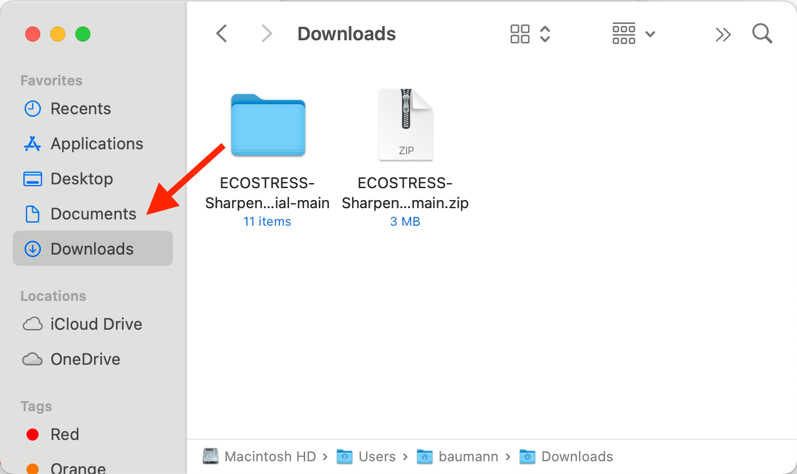 Downloads
Favorites
Recents
Applications
Desktop
Documents
Downloads
Locations
iCloud Drive
OneDrive
Tags
Red
Orange
ECOSTRESS-
Sharpen...ial-main
11 items
ZIP
ECOSTRESS-
Sharpen...main.zip
3 MB
Macintosh HD › Users › baumann › Downloads